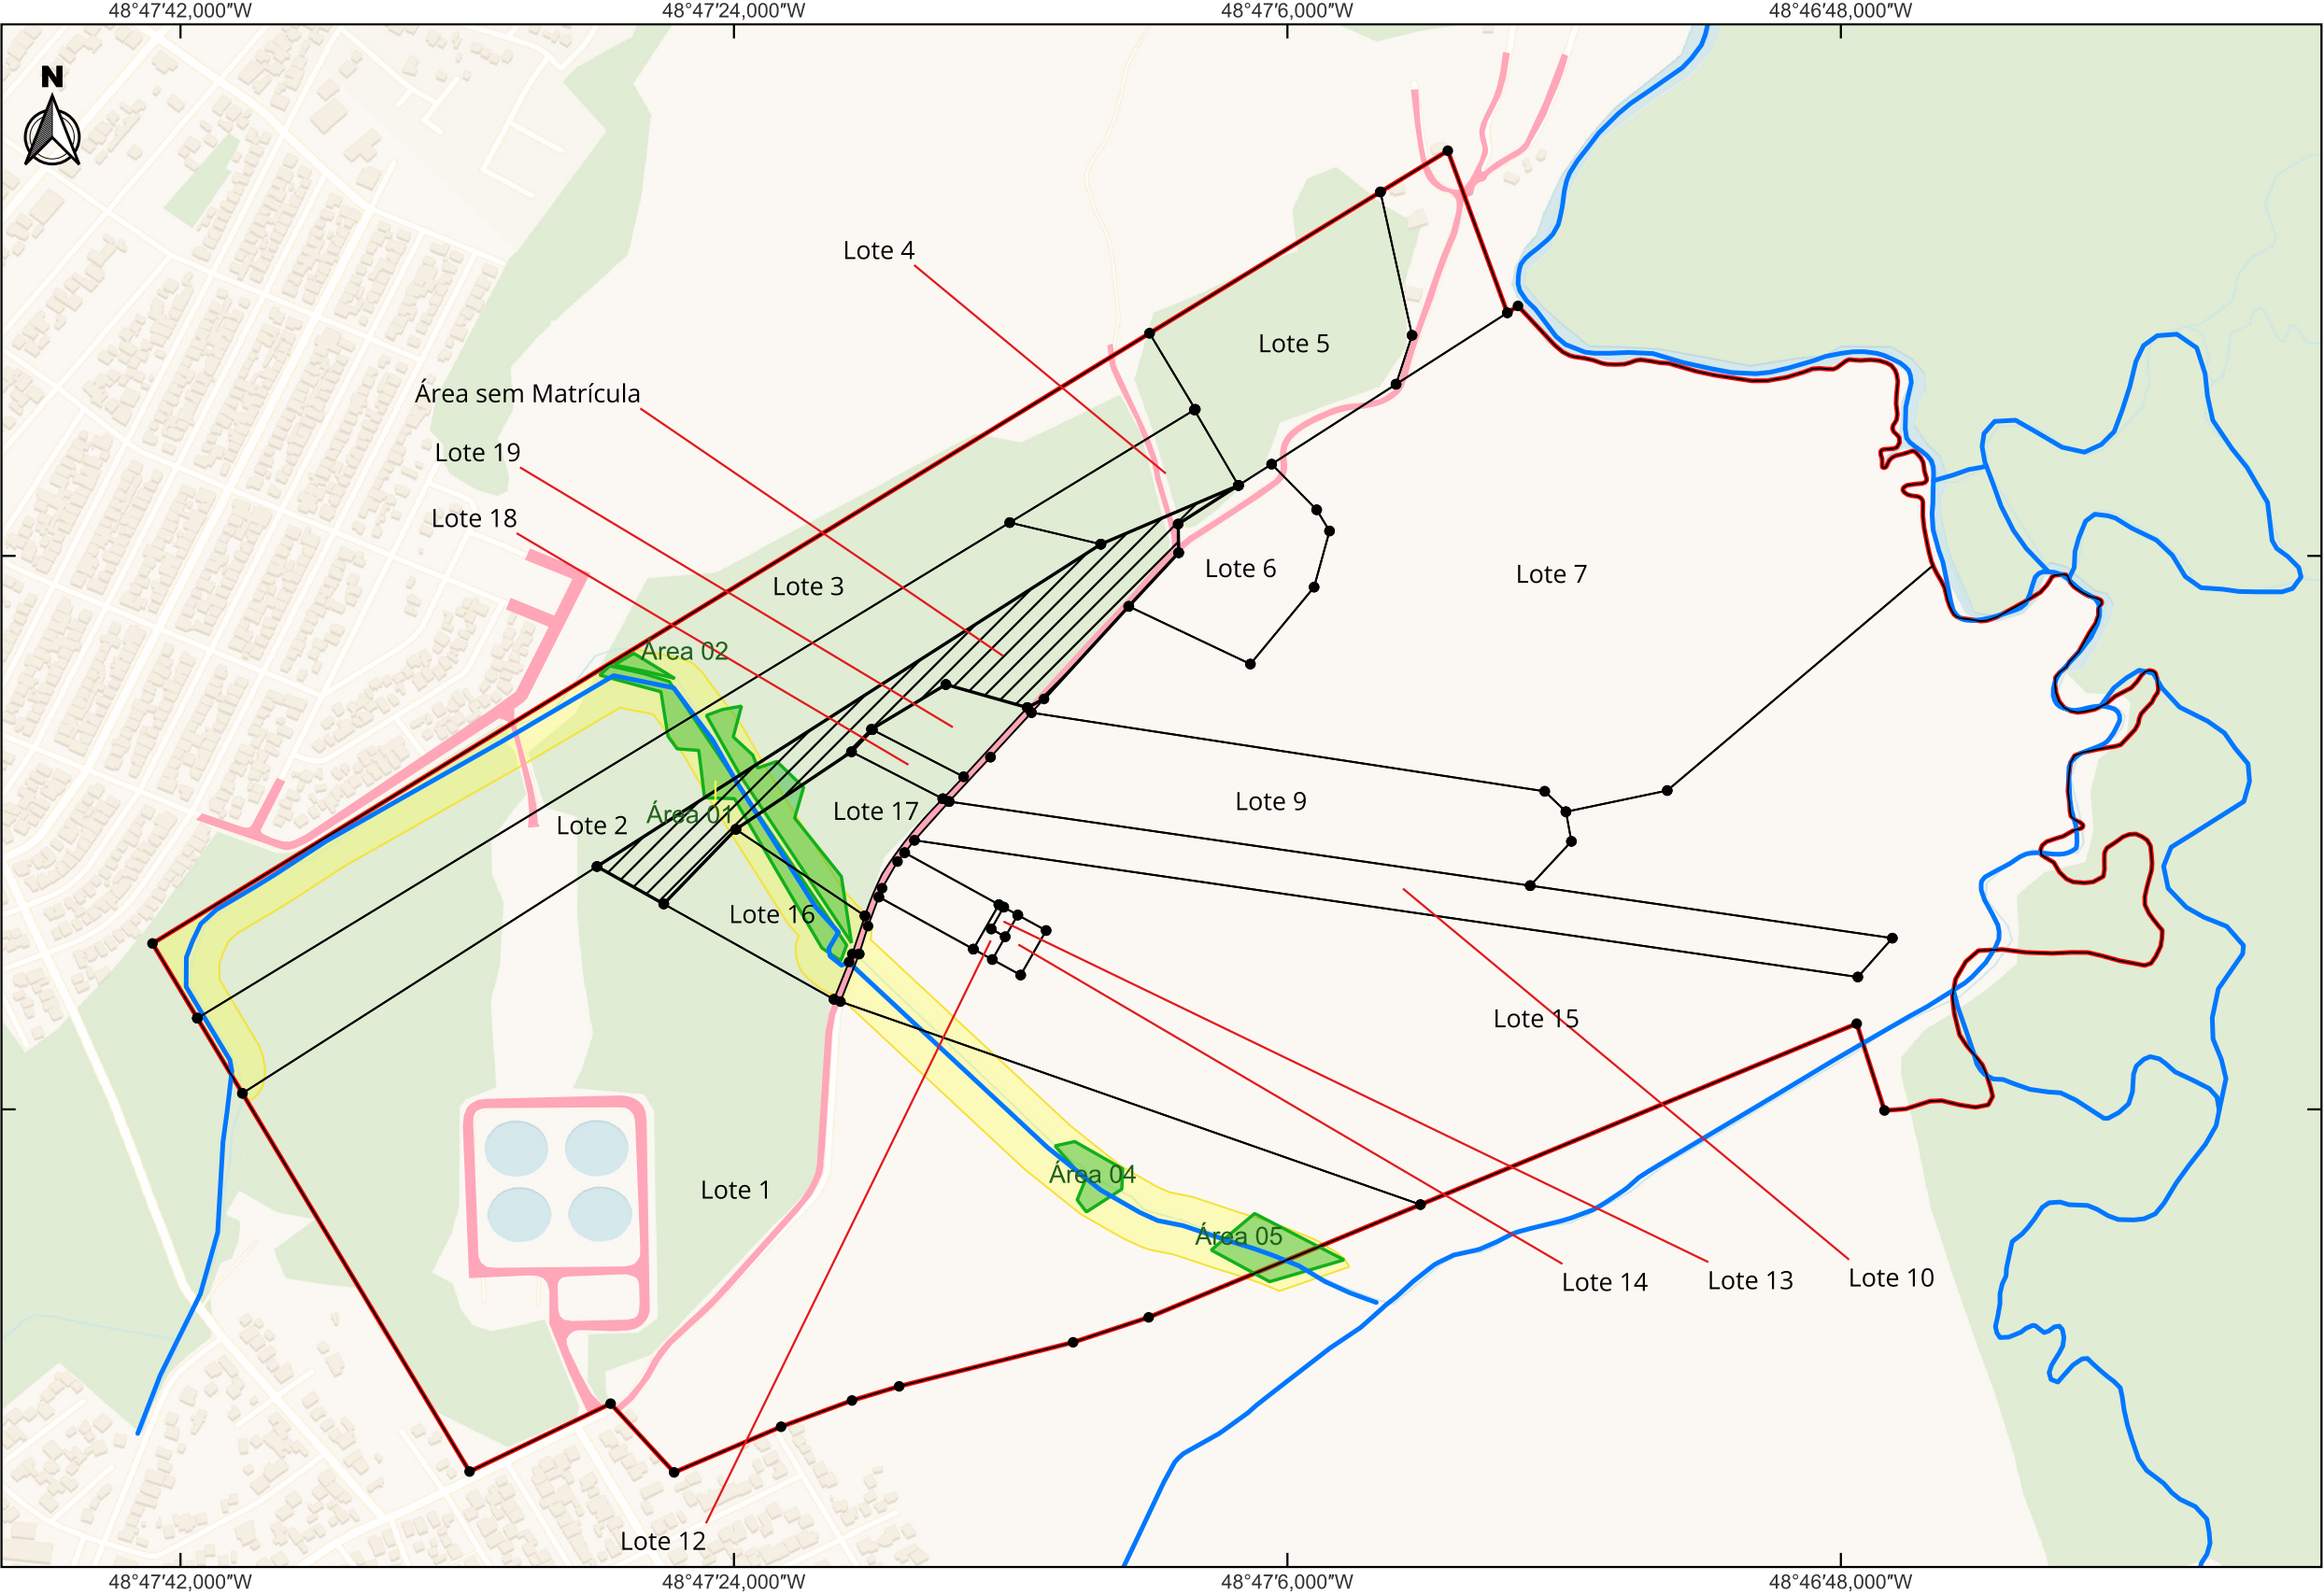 48°47'42,000"W
48°47'24,000"W
48°47'6,000"W
48°46'48,000"W
N
Lote 4
Lote 5
Área sem Matrícula
Lote 19
Lote 18
Lote 3
Lote 6
Lote 7
Área 02
Lote 2
Área 01
Lote 17
Lote 9
Lote 16
Lote 15
Lote 1
Área 04
Área 05
Lote 14
Lote 13
Lote 10
Lote 12
48°47'42,000"W
48°47'24,000"W
48°47'6,000"W
48°46'48,000"W